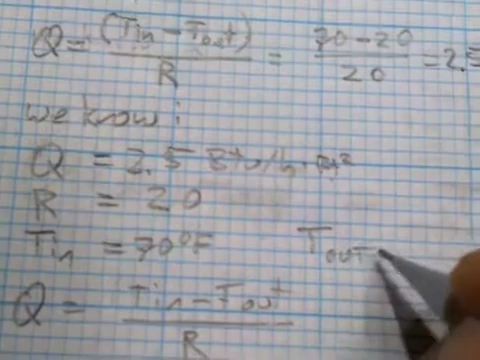 Q = (Tin - Tout) / R = 70 - 20 / 20 = 2.5
we know:
Q = 2.5 Btu/h·ft²
R = 20
Tin = 70°F Tout
Q = Tin - Tout / R